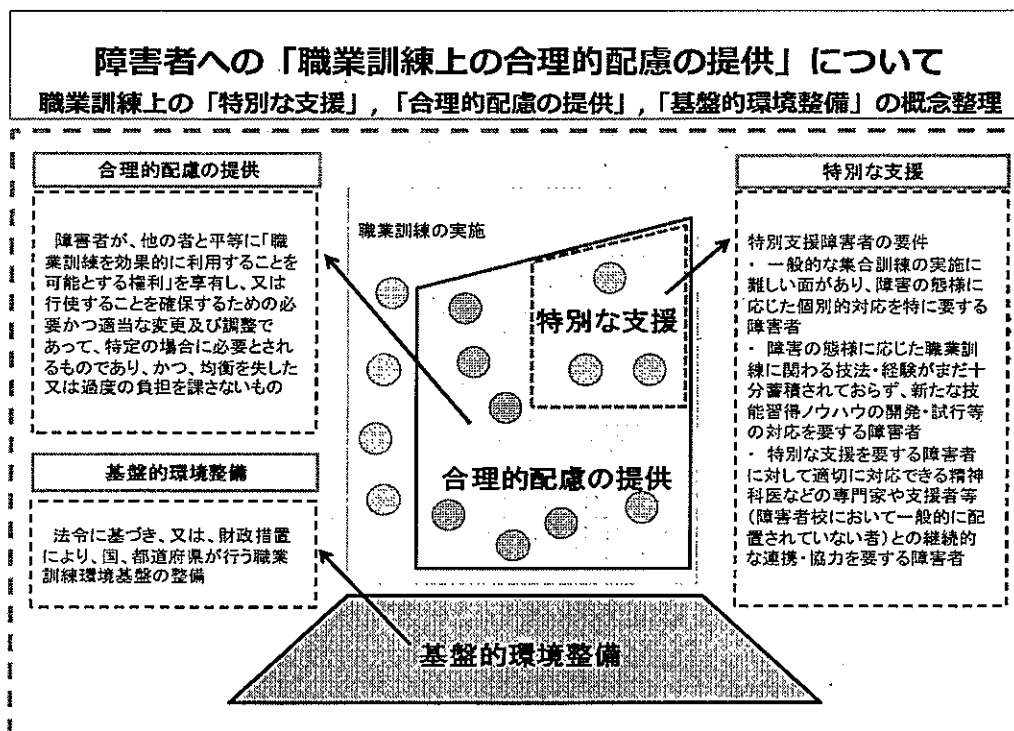 障害者への「職業訓練上の合理的配慮の提供」について
職業訓練上の「特別な支援」,「合理的配慮の提供」,「基盤的環境整備」の概念整理
合理的配慮の提供
障害者が、他の者と平等に「職
業訓練を効果的に利用することを
可能とする権利」を享有し、又は
行使することを確保するための必
要かつ適当な変更及び調整で
あって、特定の場合に必要とされ
るものであり、かつ、均衡を失した
又は過度の負担を課さないもの
基盤的環境整備
法令に基づき、又は、財政措置
により、国、都道府県が行う職業
訓練環境基盤の整備
職業訓練の実施
特別な支援
合理的配慮の提供
基盤的環境整備
特別な支援
特別支援障害者の要件
・ 一般的な集合訓練の実施に
難しい面があり、障害の態様に
応じた個別的対応を特に要する
障害者
・ 障害の態様に応じた職業訓
練に関わる技法・経験がまだ十
分蓄積されておらず、新たな技
能習得ノウハウの開発・試行等
の対応を要する障害者
・ 特別な支援を要する障害者
に対して適切に対応できる精神
科医などの専門家や支援者等
(障害者校において一般的に配
置されていない者)との継続的
な連携・協力を要する障害者